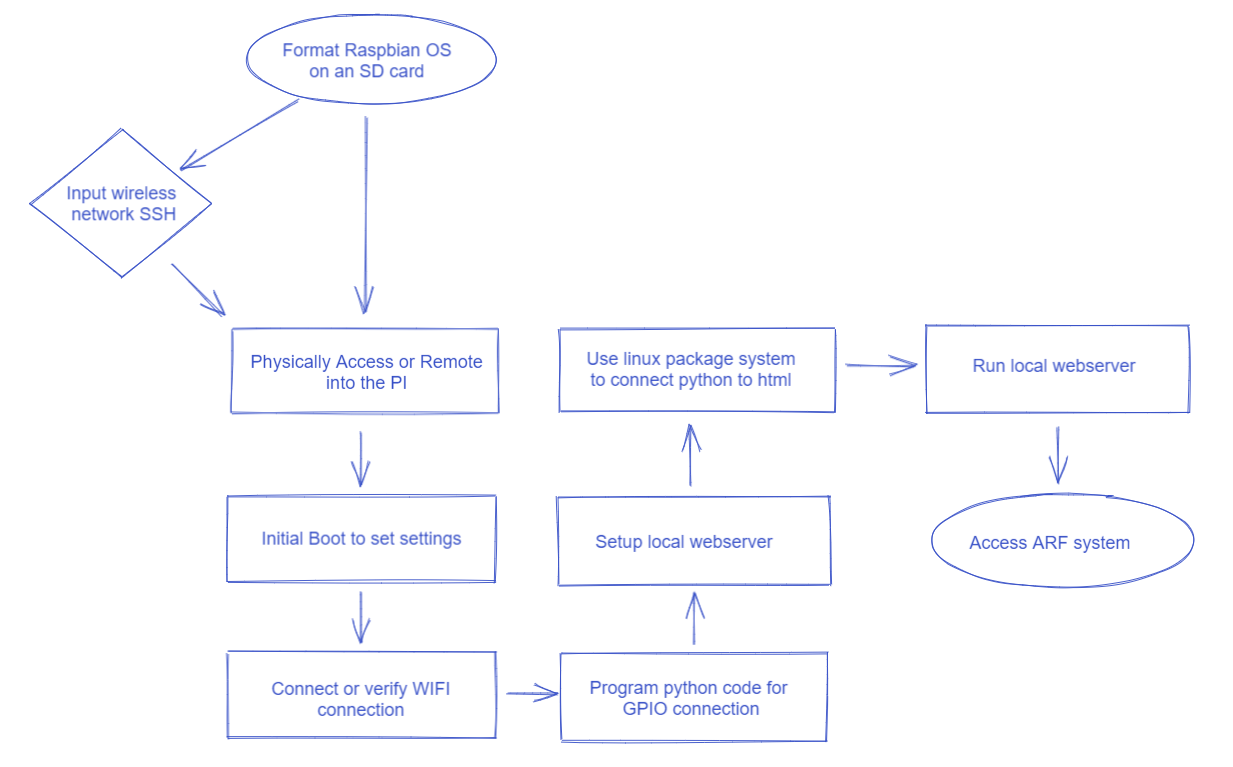 Format Raspbian OS
on an SD card
Input wireless
network SSH
Physically Access or Remote
into the PI
Initial Boot to set settings
Connect or verify WIFI
connection
Program python code for
GPIO connection
Setup local webserver
Use linux package system
to connect python to html
Run local webserver
Access ARF system